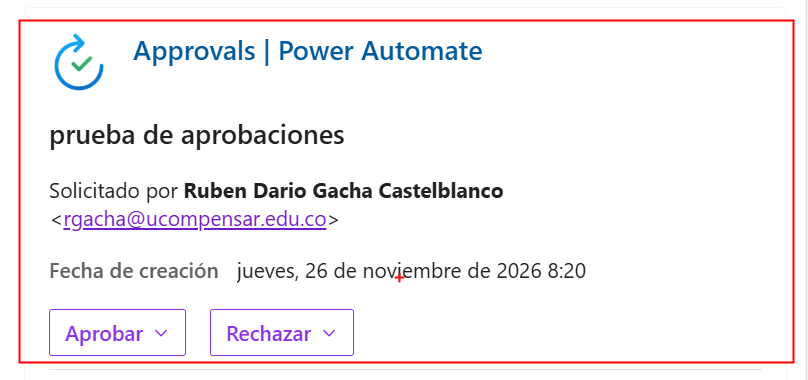 Approvals | Power Automate
prueba de aprobaciones
Solicitado por Ruben Dario Gacha Castelblanco
<rgacha@ucompensar.edu.co>
Fecha de creación jueves, 26 de noviembre de 2026 8:20
Aprobar Rechazar